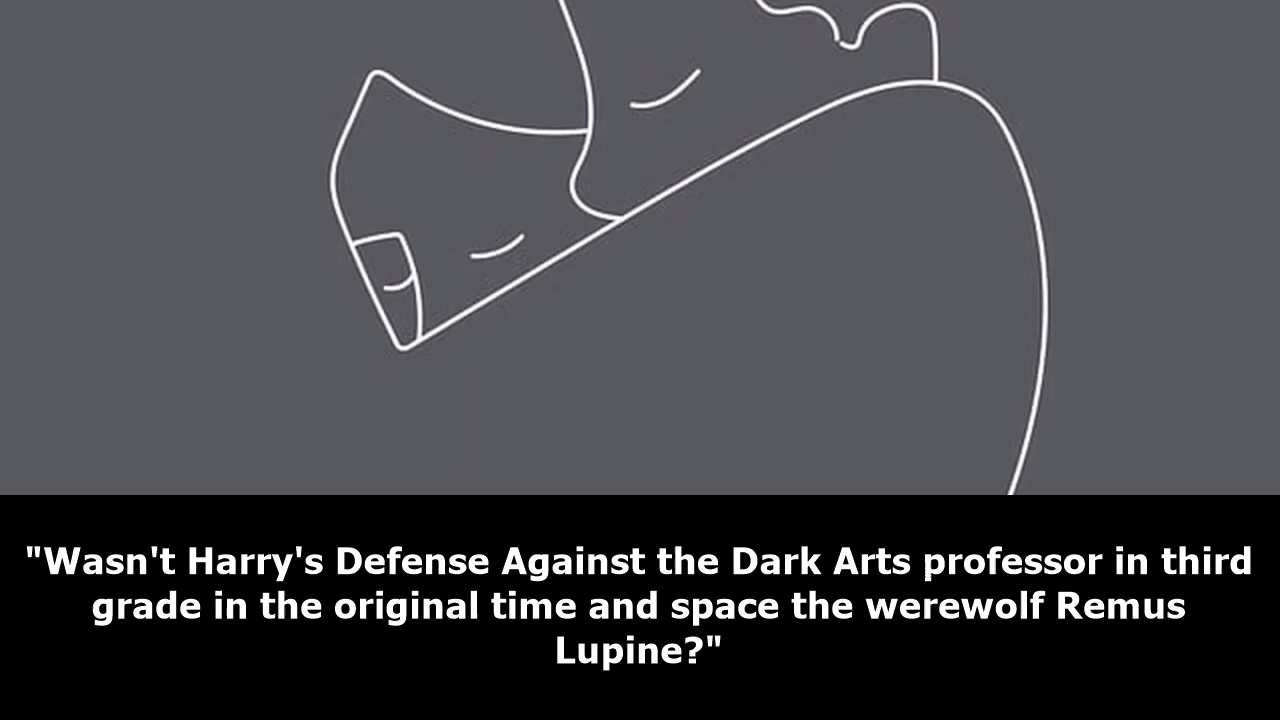 "Wasn't Harry's Defense Against the Dark Arts professor in third
grade in the original time and space the werewolf Remus
Lupine?"